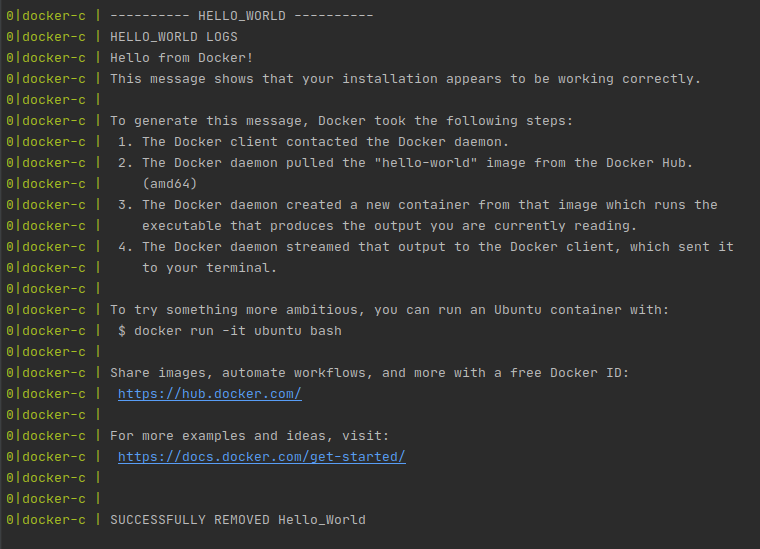 0|docker-c | ---------- HELLO_WORLD ----------
0|docker-c | HELLO_WORLD LOGS
0|docker-c | Hello from Docker!
0|docker-c | This message shows that your installation appears to be working correctly.
0|docker-c |
0|docker-c | To generate this message, Docker took the following steps:
0|docker-c |  1. The Docker client contacted the Docker daemon.
0|docker-c |  2. The Docker daemon pulled the "hello-world" image from the Docker Hub.
0|docker-c |     (amd64)
0|docker-c |  3. The Docker daemon created a new container from that image which runs the
0|docker-c |     executable that produces the output you are currently reading.
0|docker-c |  4. The Docker daemon streamed that output to the Docker client, which sent it
0|docker-c |     to your terminal.
0|docker-c |
0|docker-c | To try something more ambitious, you can run an Ubuntu container with:
0|docker-c |  $ docker run -it ubuntu bash
0|docker-c |
0|docker-c | Share images, automate workflows, and more with a free Docker ID:
0|docker-c |  https://hub.docker.com/
0|docker-c |
0|docker-c | For more examples and ideas, visit:
0|docker-c |  https://docs.docker.com/get-started/
0|docker-c |
0|docker-c |
0|docker-c | SUCCESSFULLY REMOVED Hello_World